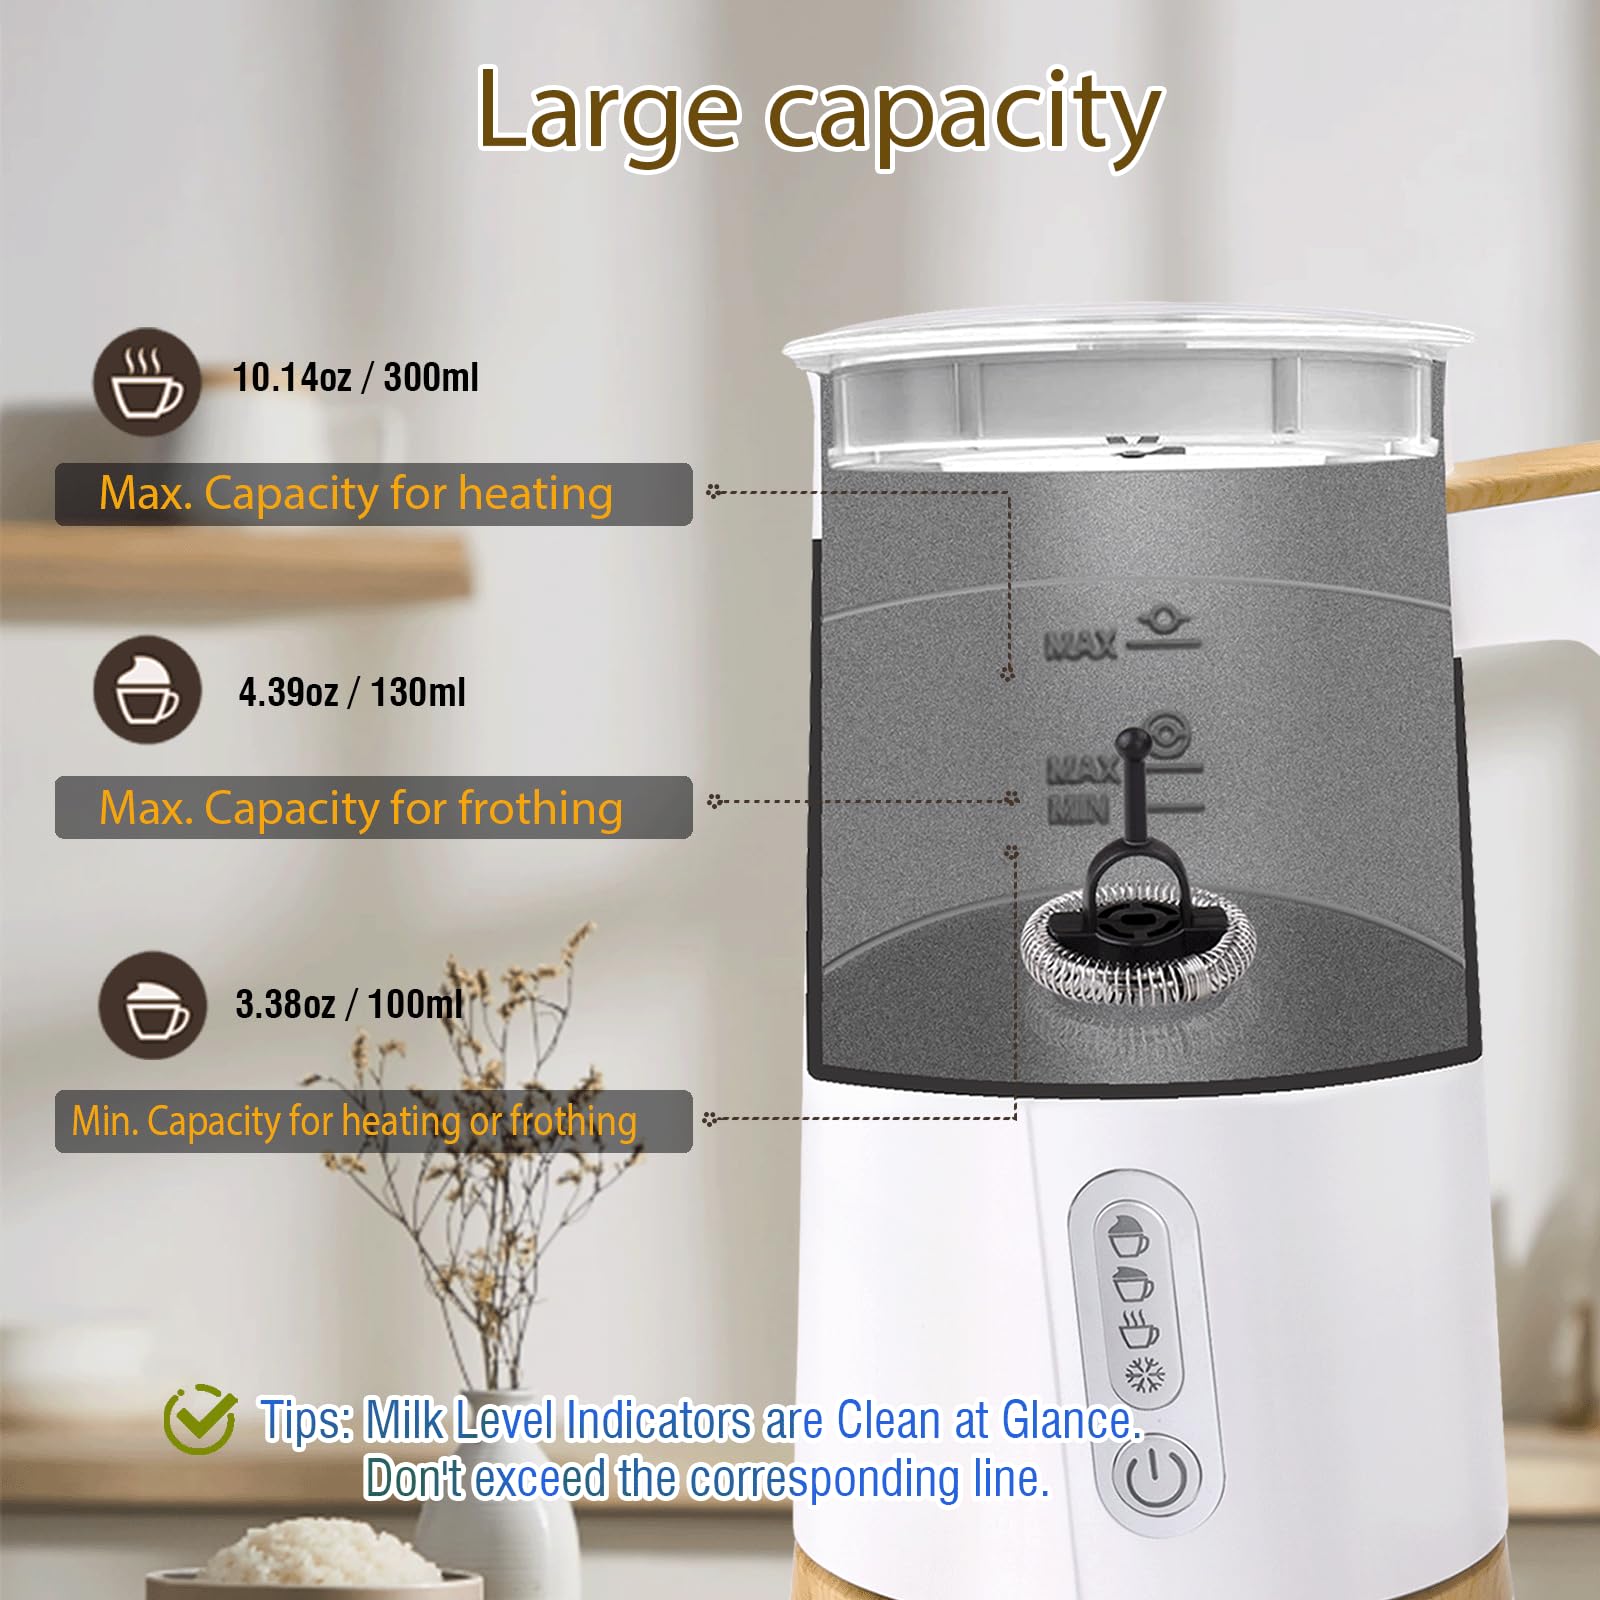 Large capacity
10.14oz / 300ml
Max. Capacity for heating
MAX
4.39oz / 130ml
MAX
Max. Capacity for frothing
MIN
3.38oz / 100ml
Min. Capacity for heating or frothing
Tips: Milk Level Indicators are Clean at Glance.
Don't exceed the corresponding line.